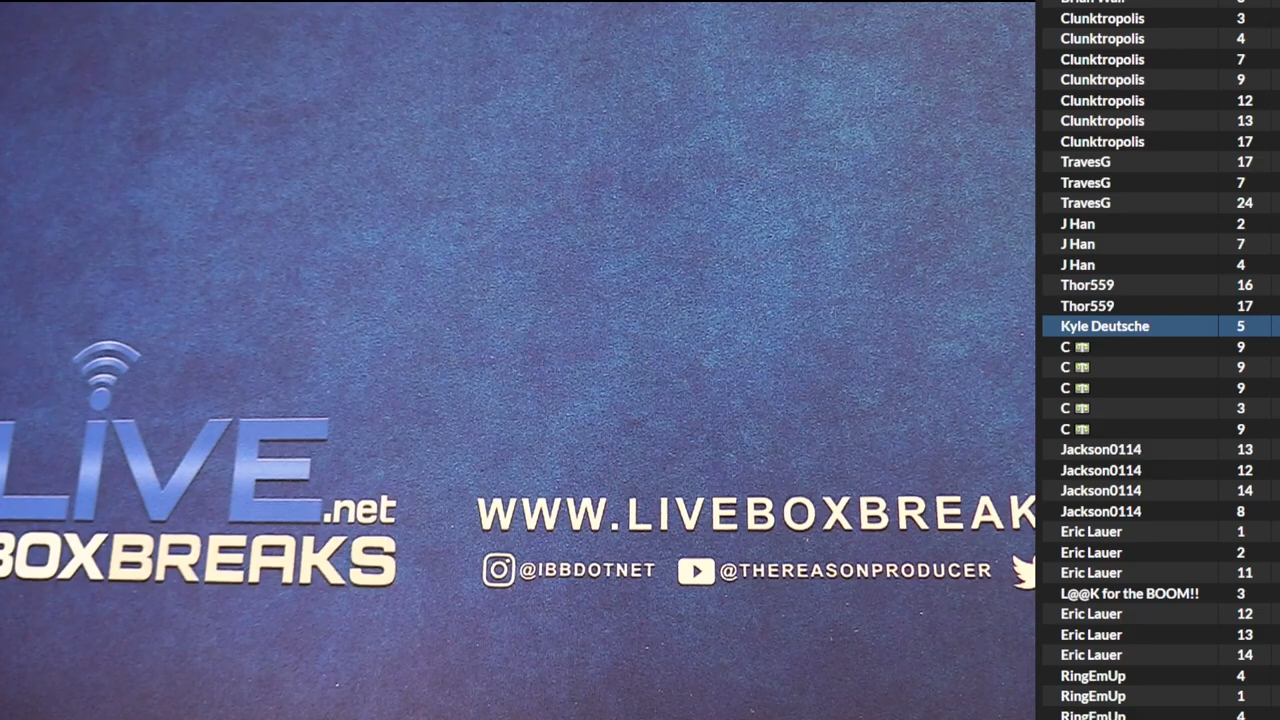 Clunktropolis 3
Clunktropolis 4
Clunktropolis 7
Clunktropolis 9
Clunktropolis 12
Clunktropolis 13
Clunktropolis 17
TravesG 17
TravesG 7
TravesG 24
J Han 2
J Han 7
J Han 4
Thor559 16
Thor559 17
Kyle Deutsche 5
C 9
C 9
C 9
C 3
C 9
Jackson0114 13
Jackson0114 12
Jackson0114 14
Jackson0114 8
Eric Lauer 1
Eric Lauer 2
Eric Lauer 11
L@@K for the BOOM!! 3
Eric Lauer 12
Eric Lauer 13
Eric Lauer 14
RingEmUp 4
RingEmUp 1
RingEmUp 4
LIVE.net
BOXBREAKS
WWW.LIVEBOXBREAK
@IBBDOTNET @THEREASONPRODUCER